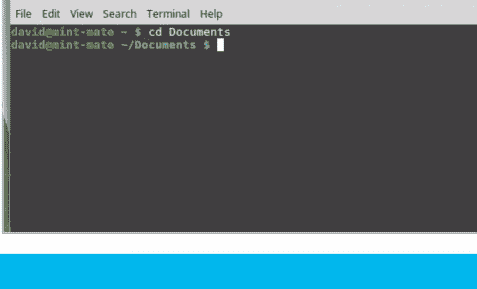 File Edit View Search Terminal Help
david@mint-mate ~ $ cd Documents
david@mint-mate ~/Documents $